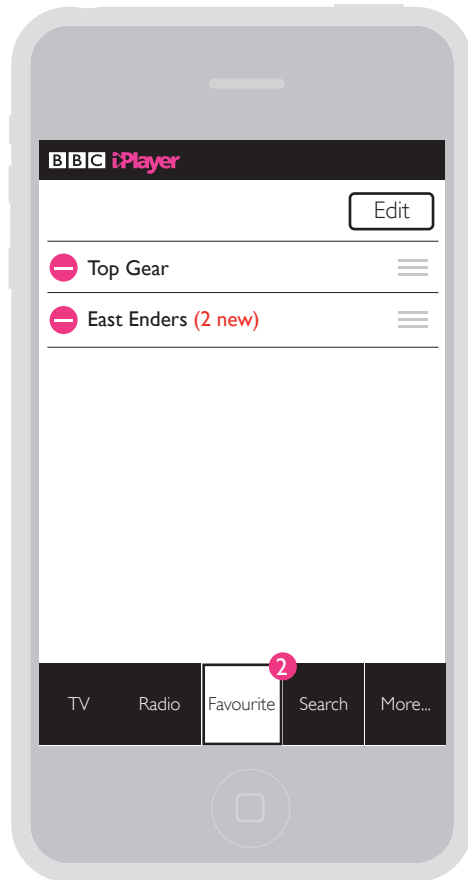 BBC iPlayer
Edit
Top Gear
East Enders (2 new)
2
TV Radio Favourite Search More...